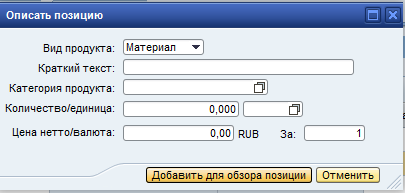 Описать позицию
Вид продукта: Материал
Краткий текст:
Категория продукта:
Количество/единица: 0,000
Цена нетто/валюта: 0,00 RUB За: 1
Добавить для обзора позиции Отменить